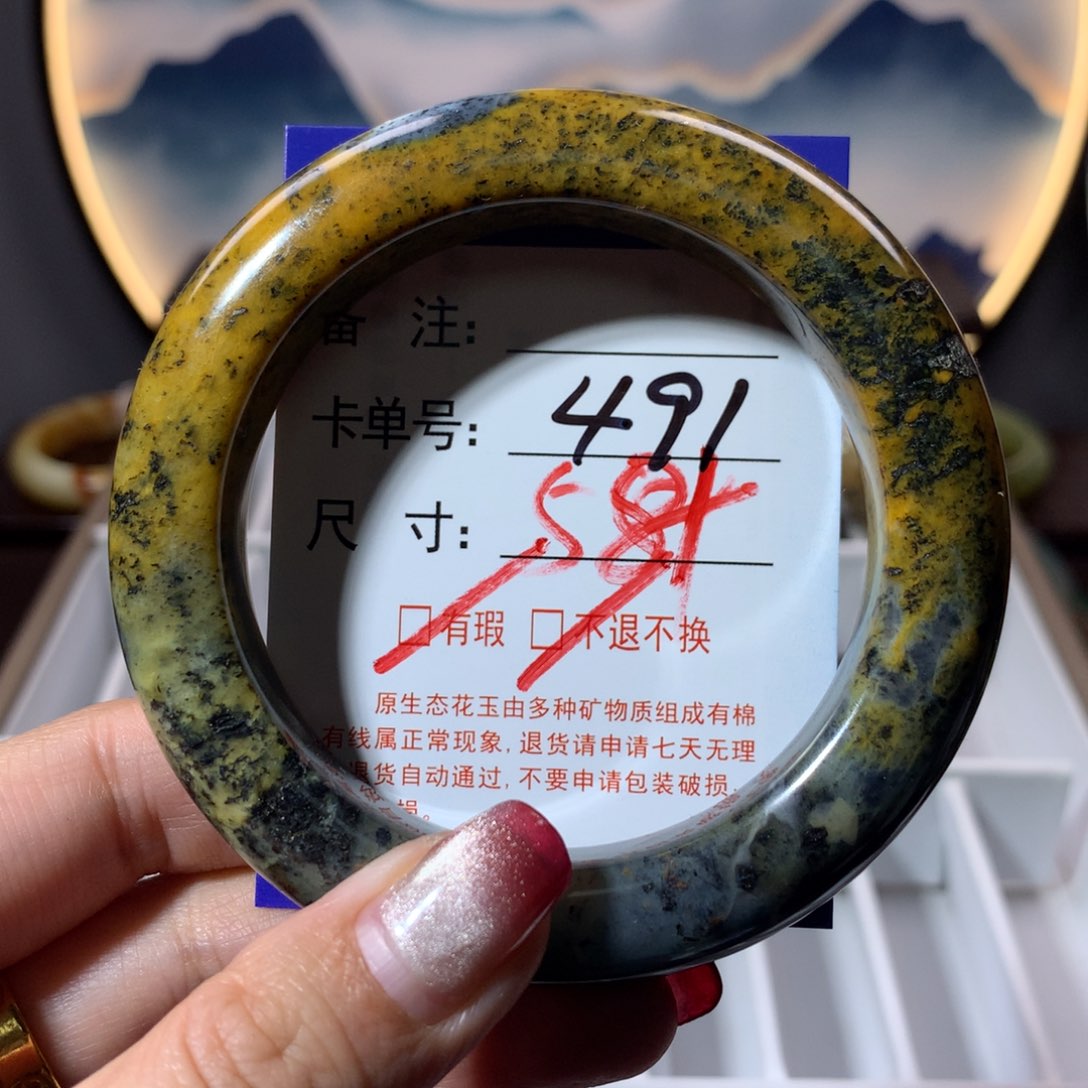 备 注:
卡单号: 491
尺 寸: 58
□有瑕 □不退不换
原生态花玉由多种矿物质组成有棉
有线属正常现象,退货请申请七天无理
退货自动通过,不要申请包装破损
损。